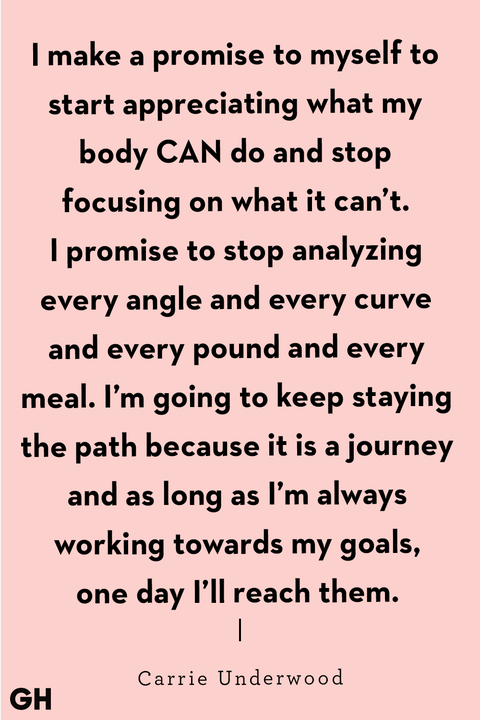 I make a promise to myself to
start appreciating what my
body CAN do and stop
focusing on what it can’t.
I promise to stop analyzing
every angle and every curve
and every pound and every
meal. I’m going to keep staying
the path because it is a journey
and as long as I’m always
working towards my goals,
one day I’ll reach them.
Carrie Underwood
GH